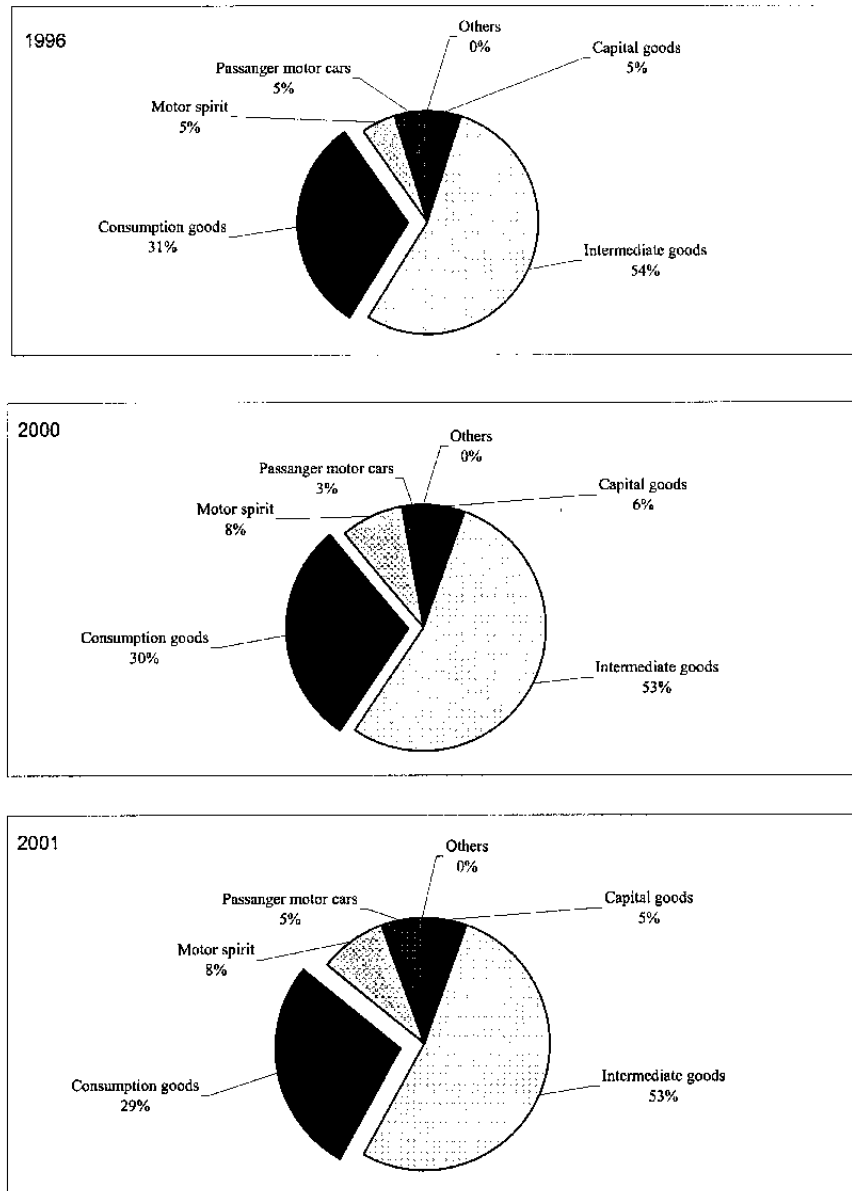 1996
Others
0%
Capital goods
5%
Passanger motor cars
5%
Motor spirit
5%
Consumption goods
31%
Intermediate goods
54%
2000
Others
0%
Passanger motor cars
3%
Capital goods
6%
Motor spirit
8%
Consumption goods
30%
Intermediate goods
53%
2001
Others
0%
Passanger motor cars
5%
Capital goods
5%
Motor spirit
8%
Consumption goods
29%
Intermediate goods
53%